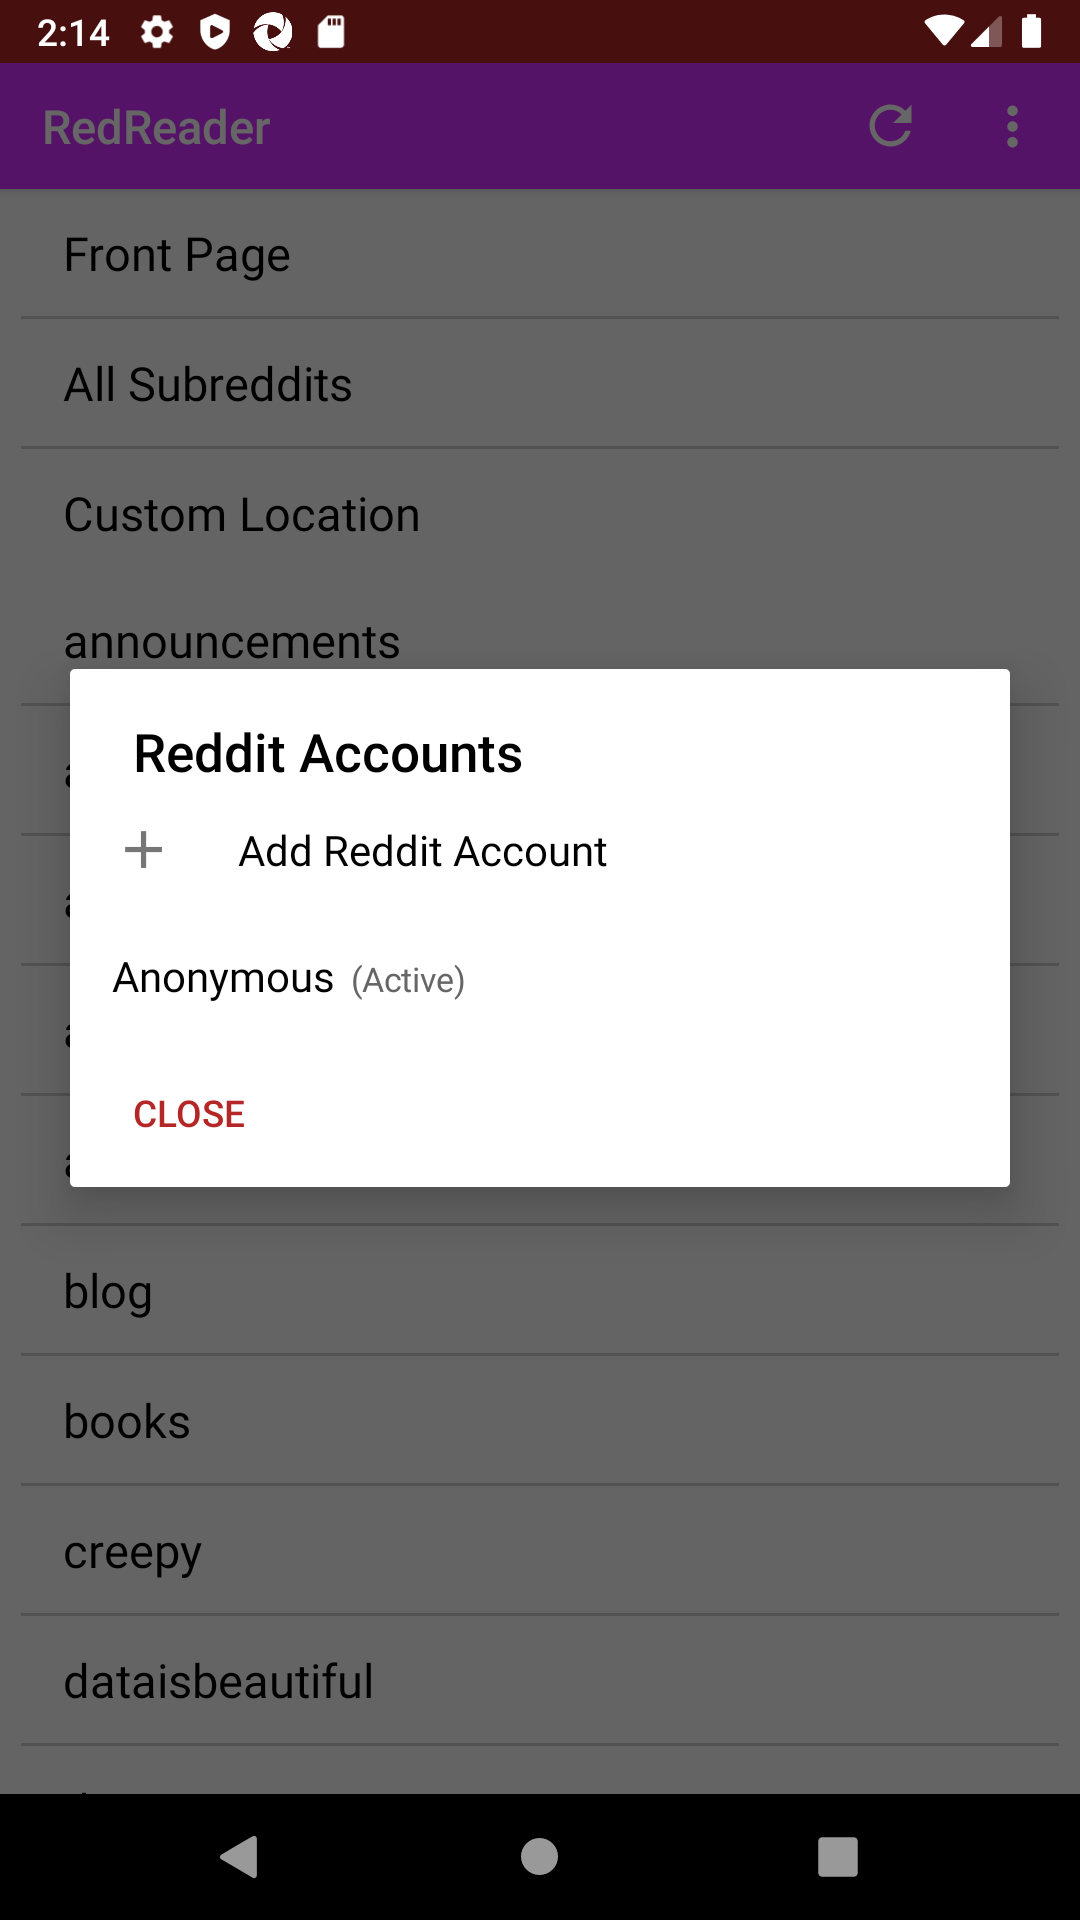 2:14
RedReader
Front Page
All Subreddits
Custom Location
announcements
Reddit Accounts
Add Reddit Account
Anonymous (Active)
CLOSE
blog
books
creepy
dataisbeautiful